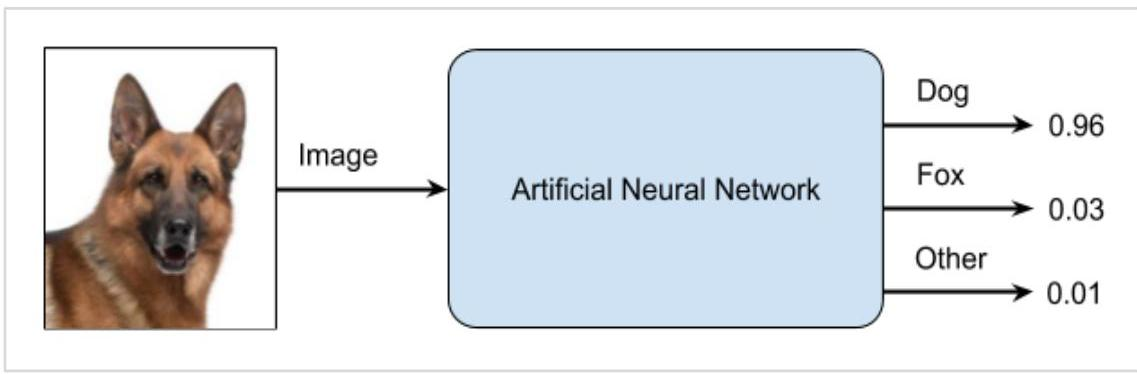 Image
Artificial Neural Network
Dog
0.96
Fox
0.03
Other
0.01